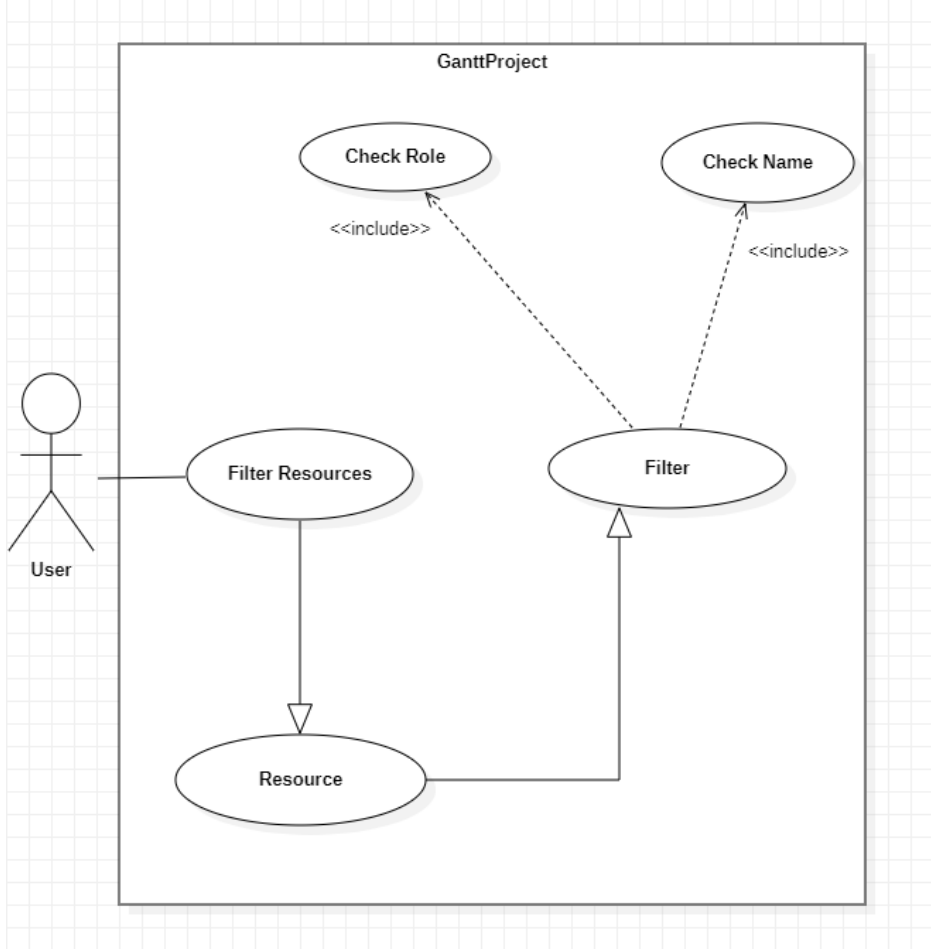 GanttProject
Check Role
Check Name
<<include>>
<<include>>
Filter Resources
Filter
User
Resource